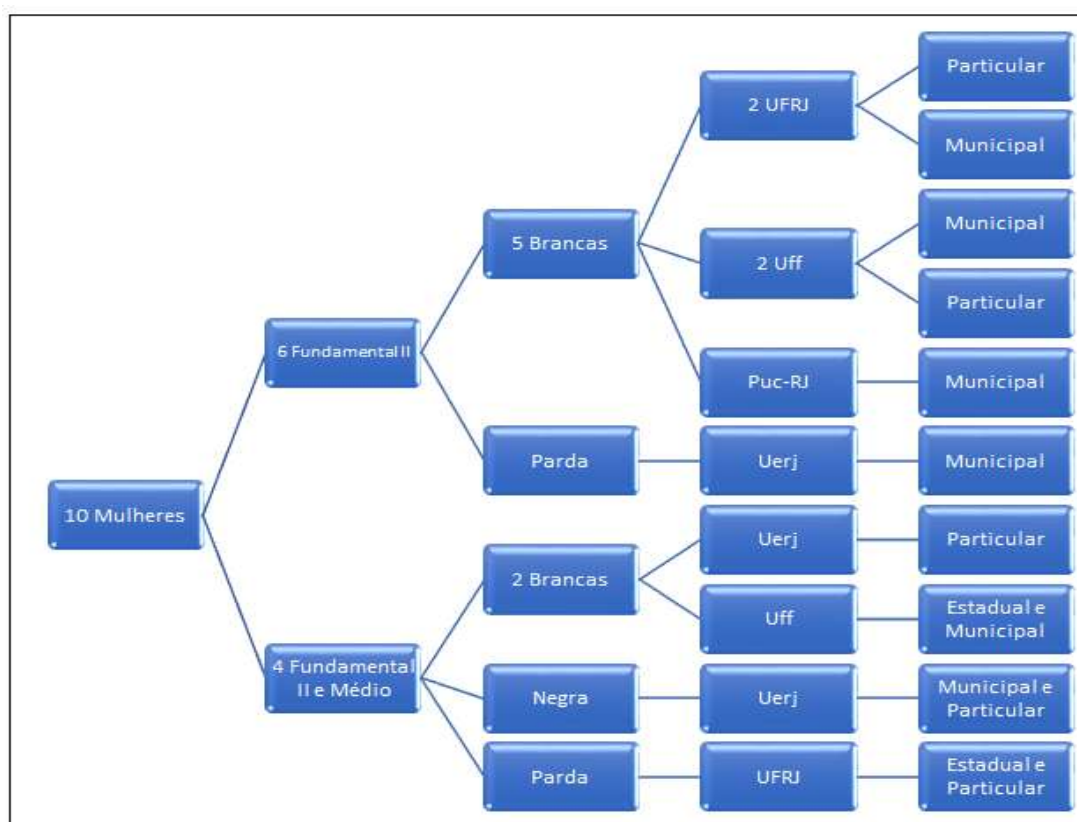 10 Mulheres
6 Fundamental II
5 Brancas
2 UFRJ
Particular
Municipal
2 Uff
Municipal
Particular
Puc-RJ
Municipal
Parda
Uerj
Municipal
4 Fundamental
II e Médio
2 Brancas
Uerj
Particular
Uff
Estadual e
Municipal
Negra
Uerj
Municipal e
Particular
Parda
UFRJ
Estadual e
Particular